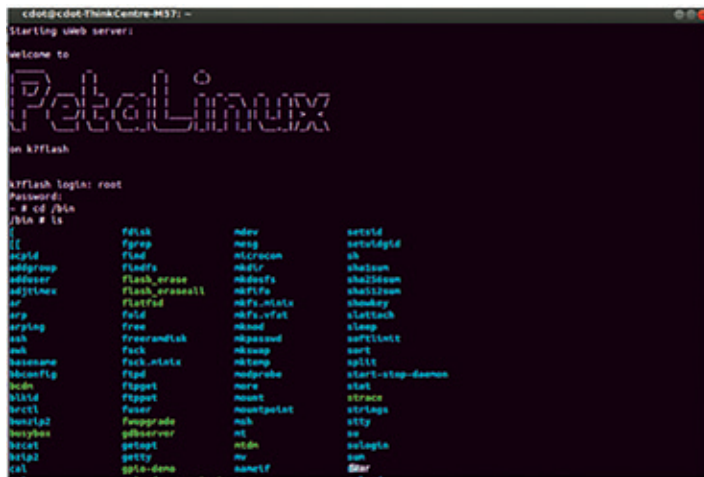 cdot@cdot-ThinkCentre-M57: ~
Starting uWeb server:
Welcome to
PetaLinux
on k7flash
k7flash login: root
Password:
~ # cd /bin
/bin # ls
[ fdisk mdev setsid
[[ fgrep mesg setuidgid
acpid find microcom sh
addgroup findfs mkdir sha1sum
adduser flash_erase mkdosfs sha256sum
adjtimex flash_eraseall mkfifo sha512sum
ar flatfsd mkfs.minix showkey
arp fold mkfs.vfat slattach
arping free mknod sleep
ash freeramdisk mkpasswd softlimit
awk fsck mkswap sort
basename fsck.minix mktemp split
bbconfig ftpd modprobe start-stop-daemon
bcdm ftpget more stat
blkid ftpput mount strace
brctl fuser mountpoint strings
bunzip2 fwupgrade msh stty
busybox gdbserver mt su
bzcat getopt mtdm sulogin
bzip2 getty mv sum
cal gpio-demo nameif